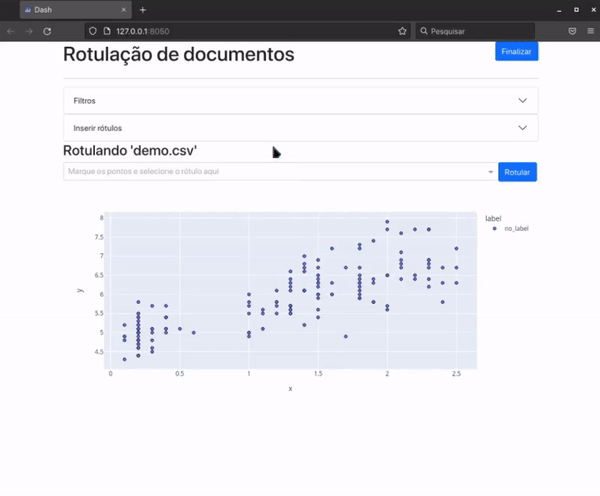 Dash
127.0.0.1:8050
Pesquisar
Rotulação de documentos
Finalizar
Filtros
Inserir rótulos
Rotulando 'demo.csv'
Marque os pontos e selecione o rótulo aqui
Rotular
label
no_label
8
7.5
7
6.5
6
5.5
5
4.5
y
0
0.5
1
1.5
2
2.5
x